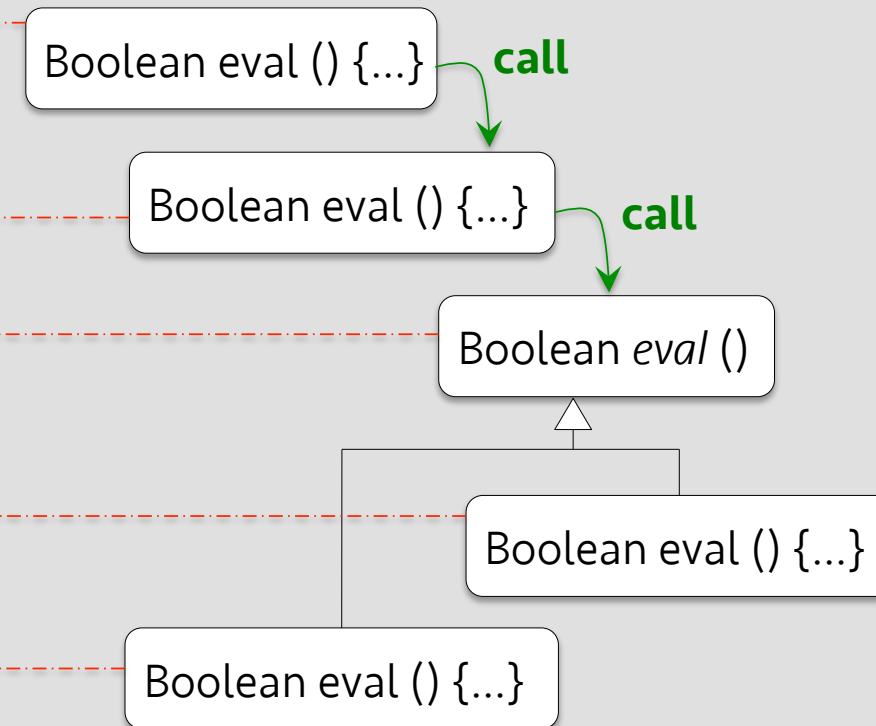 Boolean eval () {...}
call
Boolean eval () {...}
call
Boolean eval ()
Boolean eval () {...}
Boolean eval () {...}